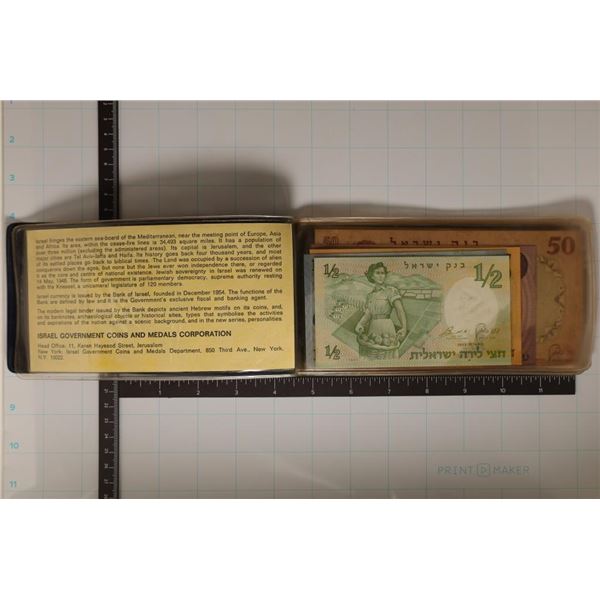 Israel fringes the eastern sea-board of the Mediterranean, near the meeting point of Europe, Asia
and Africa. Its area, within the cease-fire lines is 34,493 square miles. It has a population of
over three million (excluding the administered areas). Its capital is Jerusalem, and the other
major cities are Tel Aviv-Jaffa and Haifa. Its history goes back four thousand years, and most
of its settled places go back to biblical times. The Land was occupied by a succession of alien
conquerors down the ages, but none but the Jews ever won independence there, or regarded
it as the core and centre of national existence. Jewish sovereignty in Israel was renewed on
14 May, 1948. The form of government is parliamentary democracy, supreme authority resting
with the Knesset, a unicameral legislature of 120 members.
Israel currency is issued by the Bank of Israel, founded in December 1954. The functions of the
Bank are defined by law and it is the Government's exclusive fiscal and banking agent.
The modern legal tender issued by the Bank depicts ancient Hebrew motifs on its coins, and,
on its banknotes, archaeological objects or historical sites, types that symbolise the activities
and aspirations of the nation against a scenic background, and in the new series, personalities.
ISRAEL GOVERNMENT COINS AND MEDALS CORPORATION
Head Office: 11, Keren Hayesod Street, Jerusalem
New York: Israel Government Coins and Medals Department, 850 Third Ave., New York,
N.Y. 10022.
50
בנק ישראל
50
1/2
בנק ישראל
1/2
1/2
חצי לירה ישראלית
1
2
3
4
9
10
11
PRINT MAKER